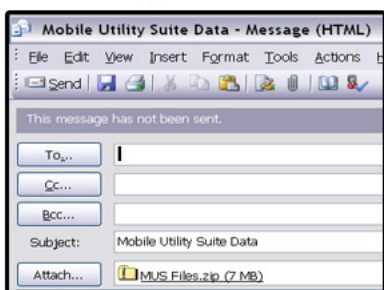 Mobile Utility Suite Data - Message (HTML)
File Edit View Insert Format Tools Actions
Send
This message has not been sent.
To...
Cc...
Bcc...
Subject: Mobile Utility Suite Data
Attach... MUS Files.zip (7 MB)